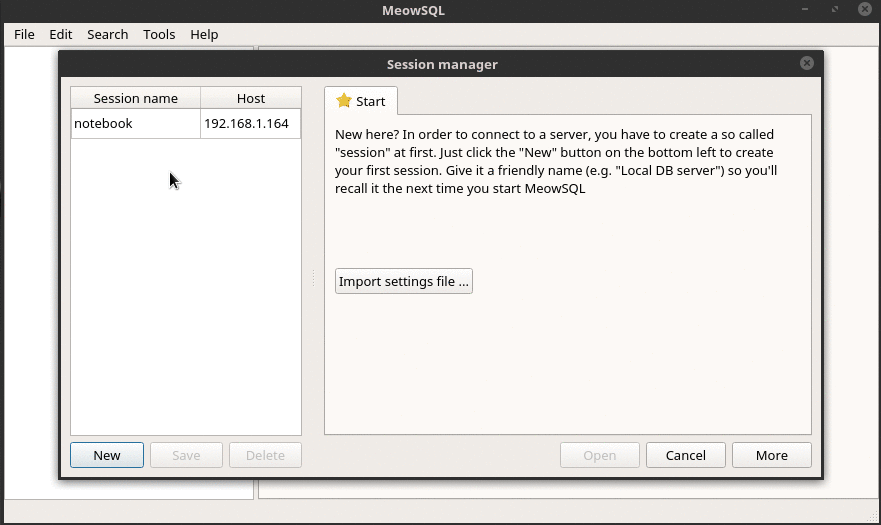 MeowSQL
File Edit Search Tools Help
Session manager
Session name Host
notebook 192.168.1.164
Start
New here? In order to connect to a server, you have to create a so called
"session" at first. Just click the "New" button on the bottom left to create
your first session. Give it a friendly name (e.g. "Local DB server") so you'll
recall it the next time you start MeowSQL
Import settings file ...
New Save Delete Open Cancel More